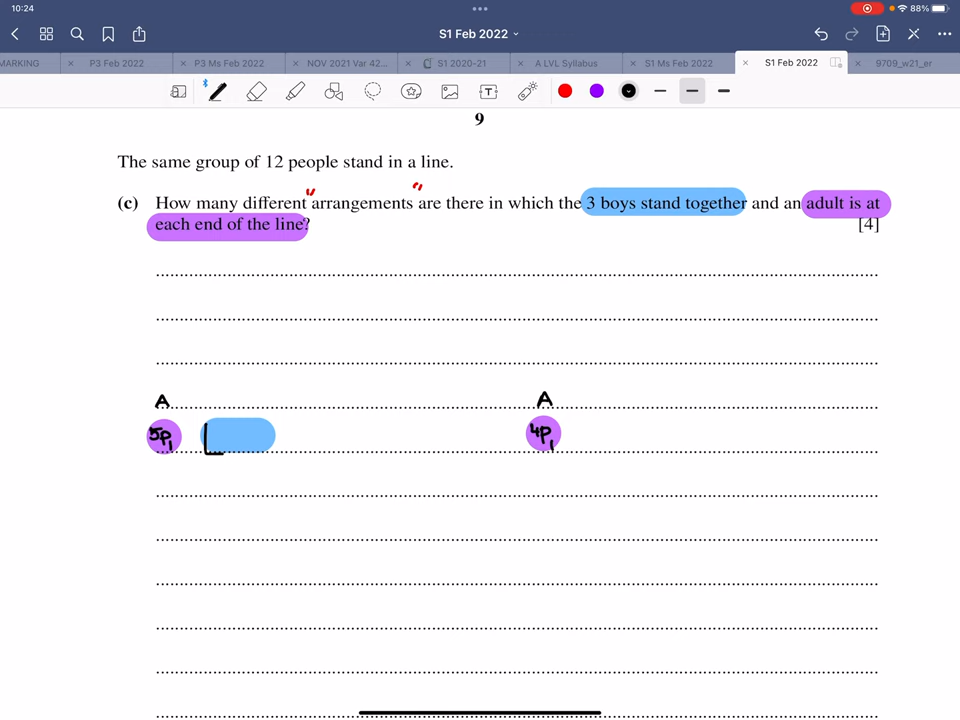 10:24
88%
S1 Feb 2022
MARKING
P3 Feb 2022
P3 Ms Feb 2022
NOV 2021 Var 42...
S1 2020-21
A LVL Syllabus
S1 Ms Feb 2022
S1 Feb 2022
9709_w21_er
T
9
The same group of 12 people stand in a line.
(c) How many different "arrangements" are there in which the 3 boys stand together and an adult is at
each end of the line?
[4]
A A
5P1 4P1